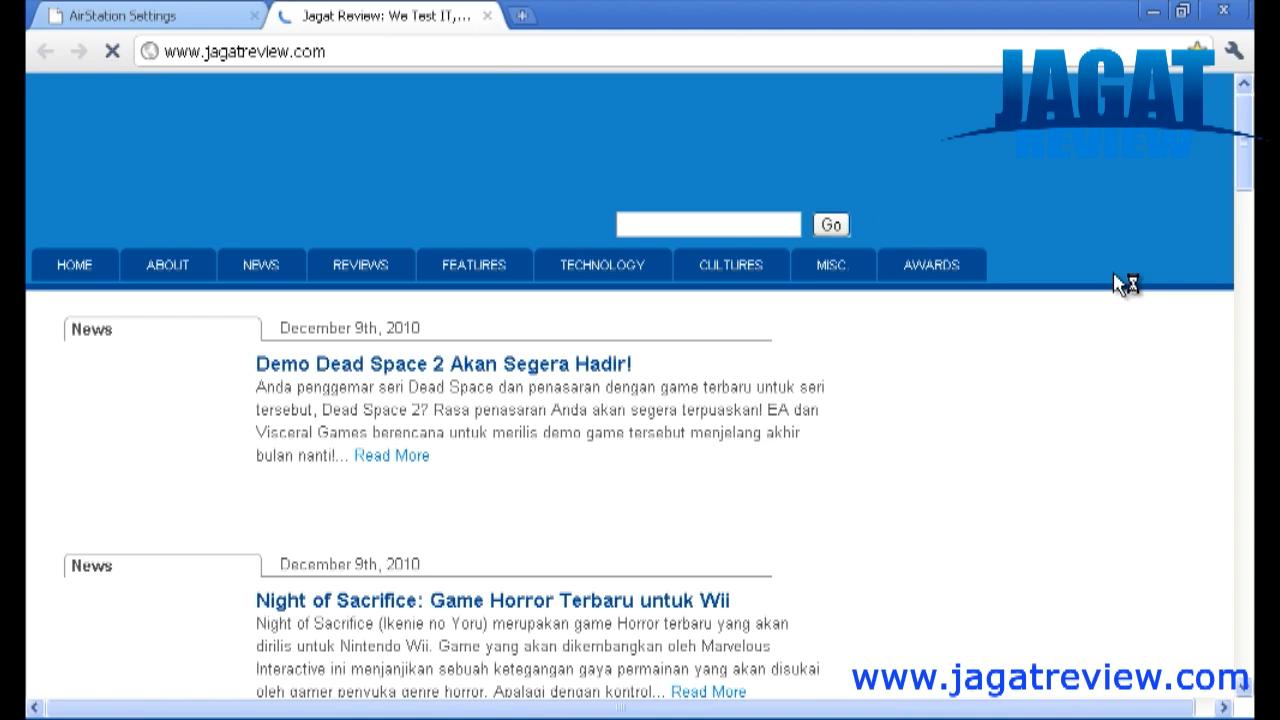 AirStation Settings
Jagat Review: We Test IT,...
www.jagatreview.com
JAGAT
REVIEW
Go
HOME ABOUT NEWS REVIEWS FEATURES TECHNOLOGY CULTURES MISC. AWARDS
News
December 9th, 2010
Demo Dead Space 2 Akan Segera Hadir!
Anda penggemar seri Dead Space dan penasaran dengan game terbaru untuk seri
tersebut, Dead Space 2? Rasa penasaran Anda akan segera terpuaskan! EA dan
Visceral Games berencana untuk merilis demo game tersebut menjelang akhir
bulan nanti!... Read More
News
December 9th, 2010
Night of Sacrifice: Game Horror Terbaru untuk Wii
Night of Sacrifice (Ikenie no Yoru) merupakan game Horror terbaru yang akan
dirilis untuk Nintendo Wii. Game yang akan dikembangkan oleh Marvelous
Interactive ini menjanjikan sebuah ketegangan gaya permainan yang akan disukai
oleh gamer penyuka genre horror. Apalagi dengan kontrol... Read More
www.jagatreview.com